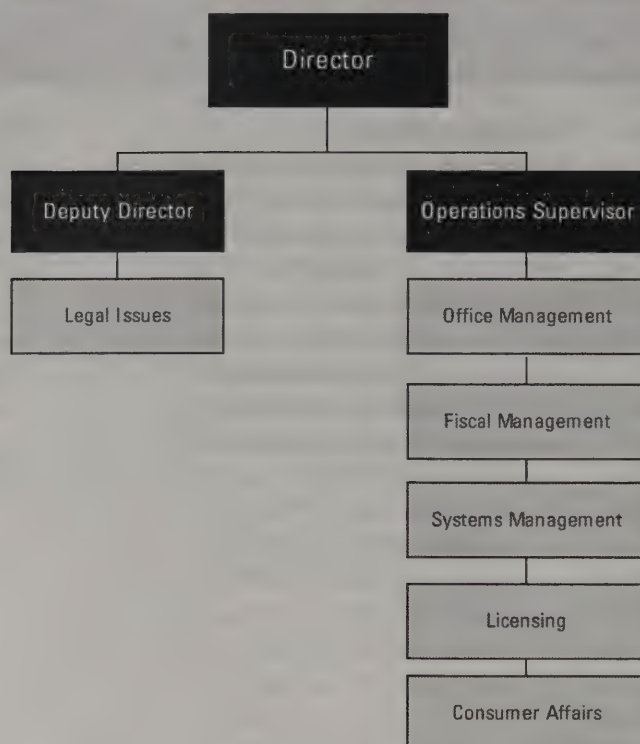 Director
Deputy Director
Operations Supervisor
Legal Issues
Office Management
Fiscal Management
Systems Management
Licensing
Consumer Affairs